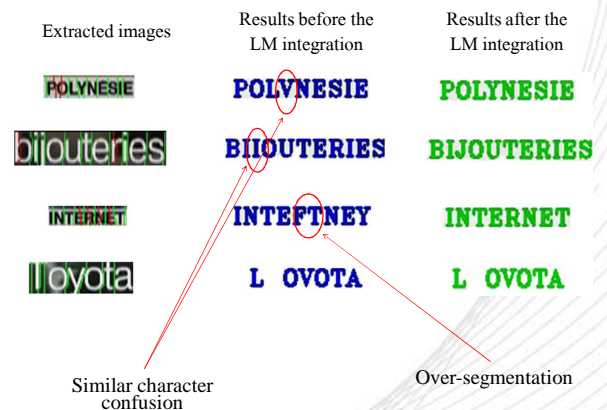 Extracted images
Results before the
LM integration
Results after the
LM integration
POLYNESIE POLVNESIE POLYNESIE
bijouteries BIIOUTERIES BIJOUTERIES
INTERNET INTEFTNEY INTERNET
lloyota L OVOTA L OVOTA
Similar character
confusion
Over-segmentation